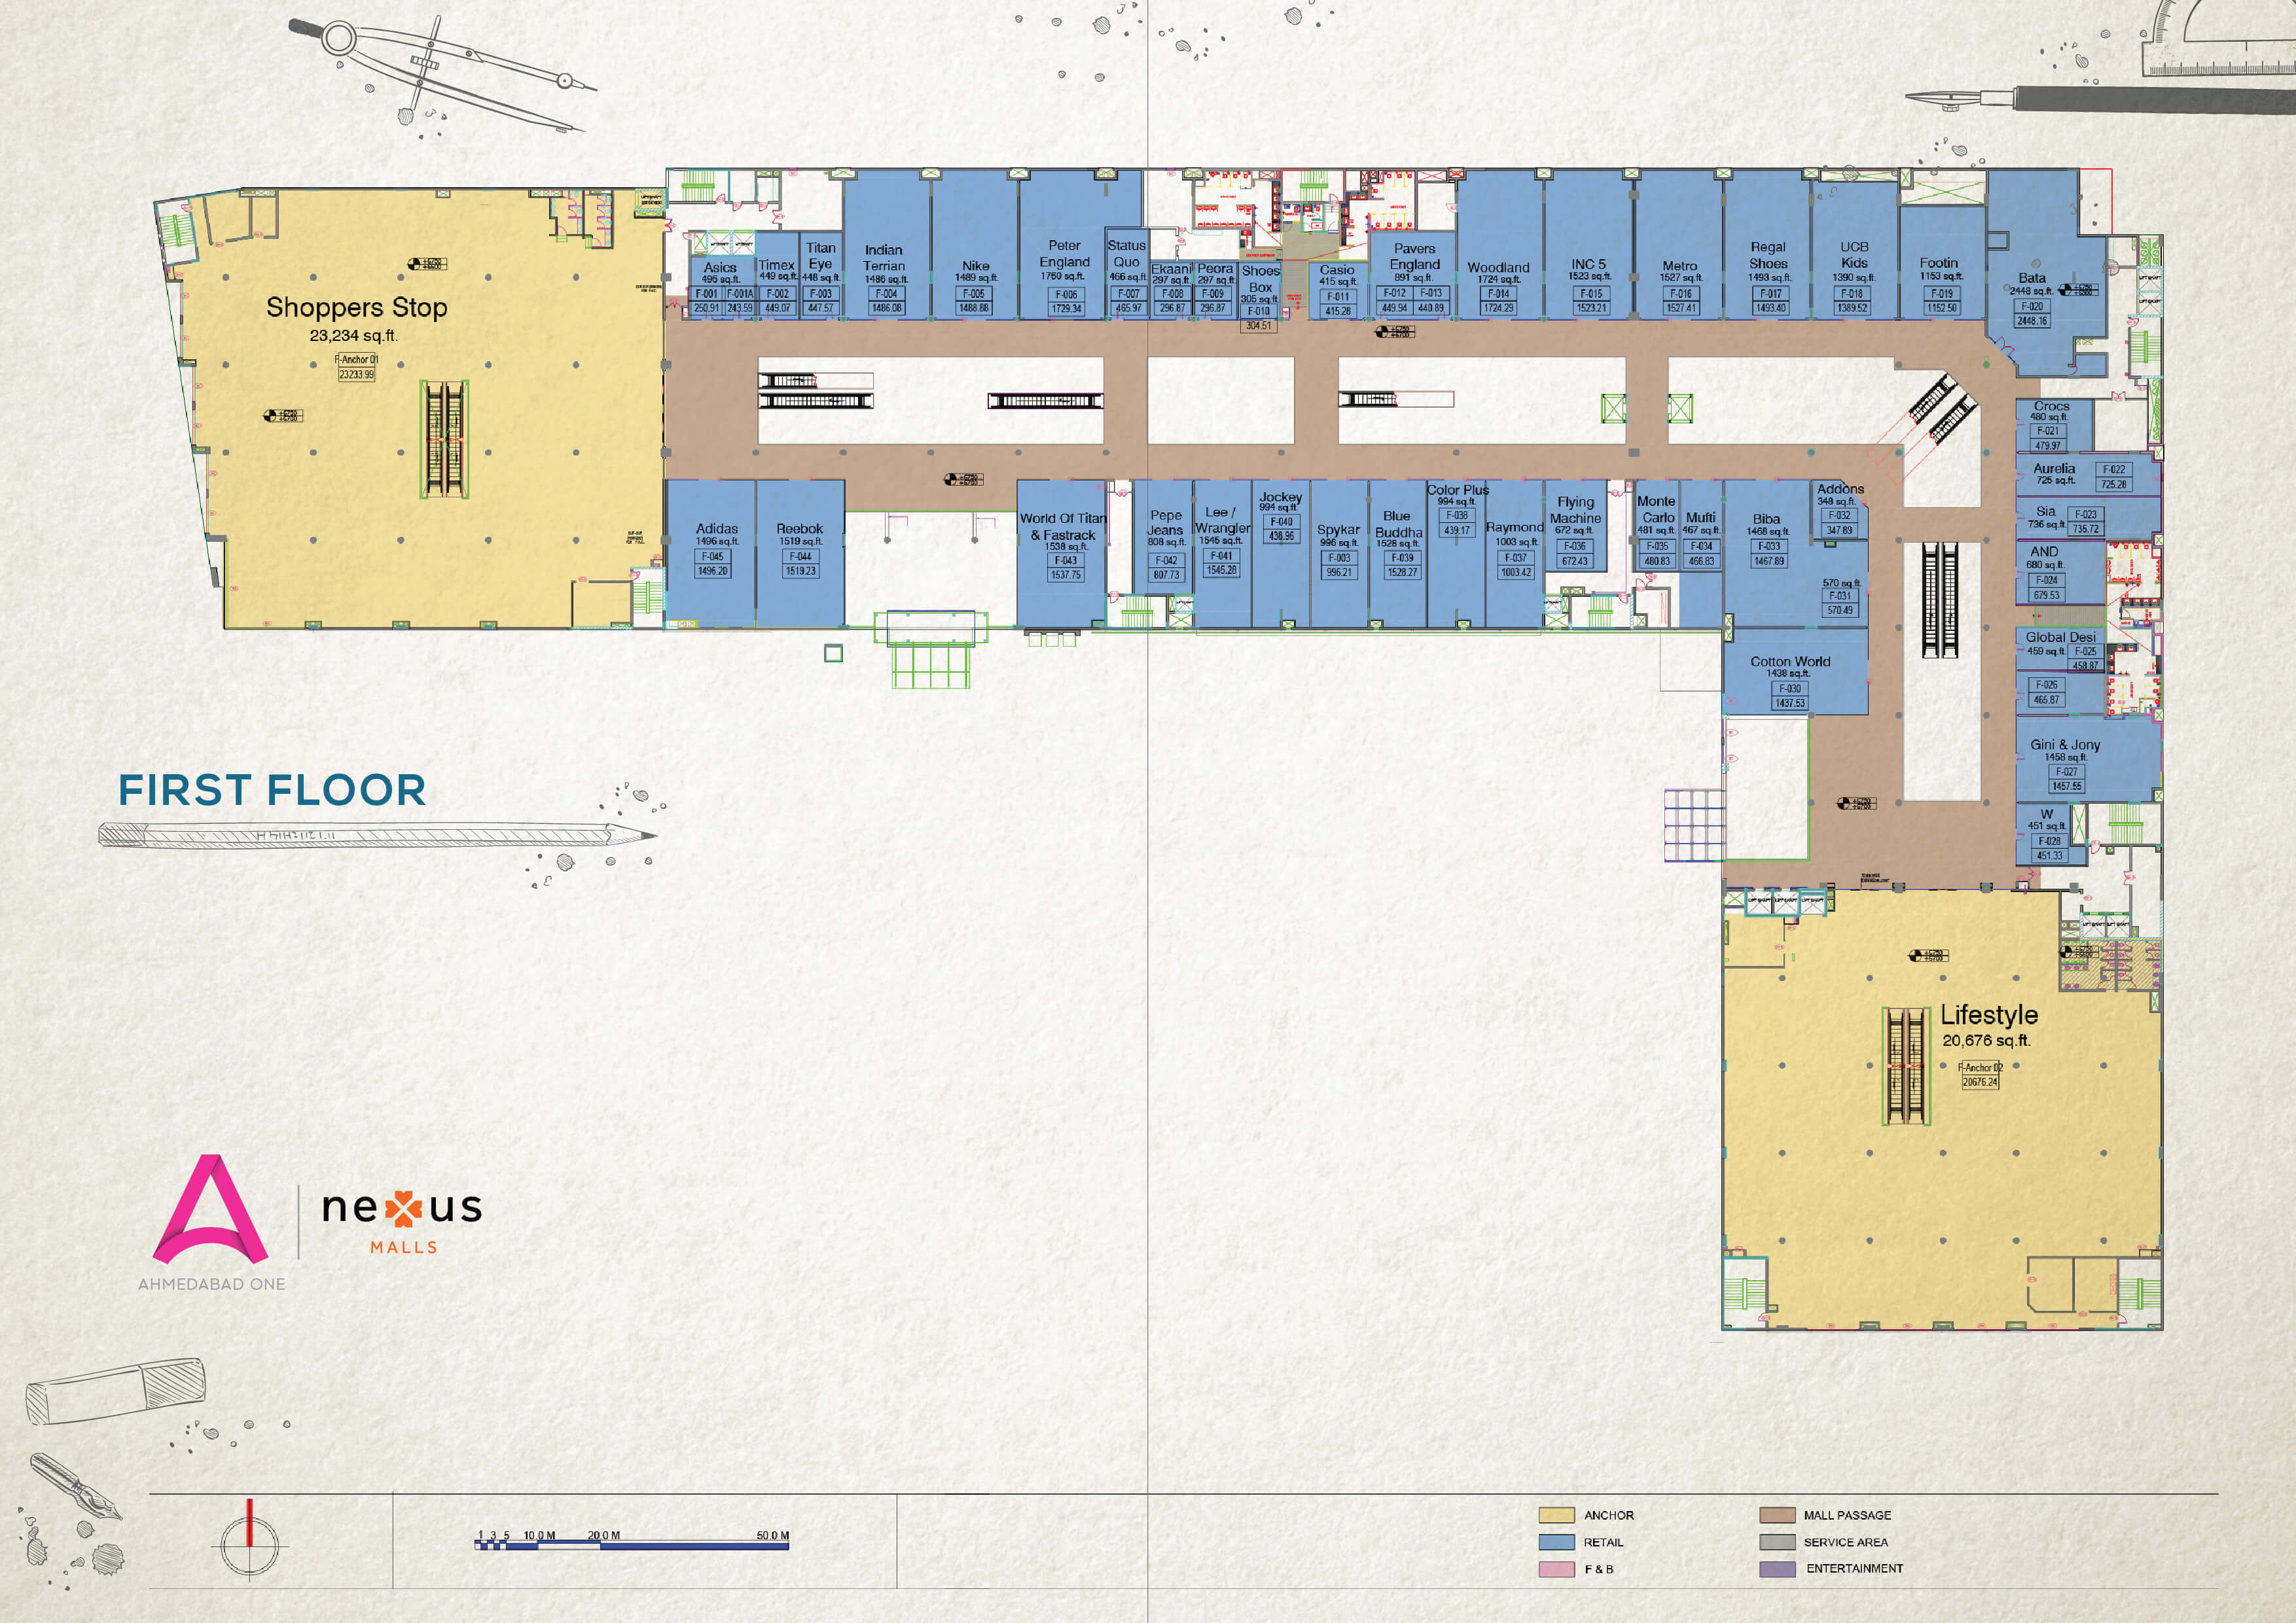 Shoppers Stop
23,234 sq.ft.
F-Anchor 01
23233.99
Asics
495 sq.ft.
F-001
F-001A
250.91
243.59
Timex
449 sq.ft.
F-002
449.07
Titan
Eye
448 sq.ft.
F-003
447.57
Indian
Terrian
1486 sq.ft.
F-004
1486.08
Nike
1489 sq.ft.
F-005
1488.88
Peter
England
1760 sq.ft.
F-006
1729.34
Status
Quo
466 sq.ft.
F-007
465.97
Ekaani
297 sq.ft.
F-008
296.87
Peora
297 sq.ft.
F-009
296.87
Shoes
Box
305 sq.ft.
F-010
304.51
Casio
415 sq.ft.
F-011
415.28
Pavers
England
891 sq.ft.
F-012
F-013
449.94
440.89
Woodland
1724 sq.ft.
F-014
1724.29
INC 5
1523 sq.ft.
F-015
1523.21
Metro
1527 sq.ft.
F-016
1527.41
Regal
Shoes
1493 sq.ft.
F-017
1493.40
UCB
Kids
1390 sq.ft.
F-018
1389.52
Footin
1153 sq.ft.
F-019
1152.50
Bata
2448 sq.ft.
F-020
2448.16
Crocs
480 sq.ft.
F-021
479.97
Aurelia
725 sq.ft.
F-022
725.28
Sia
736 sq.ft.
F-023
735.72
AND
680 sq.ft.
F-024
679.53
Global Desi
459 sq.ft.
F-025
458.87
F-026
465.87
Gini & Jony
1458 sq.ft.
F-027
1457.55
W
451 sq.ft.
F-028
451.33
Adidas
1496 sq.ft.
F-045
1496.20
Reebok
1519 sq.ft.
F-044
1519.23
World Of Titan
& Fastrack
1538 sq.ft.
F-043
1537.75
Pepe
Jeans
808 sq.ft.
F-042
807.73
Lee /
Wrangler
1545 sq.ft.
F-041
1545.28
Jockey
994 sq.ft.
F-040
438.96
Spykar
996 sq.ft.
F-003
996.21
Blue
Buddha
1528 sq.ft.
F-039
1528.27
Color Plus
994 sq.ft.
F-038
439.17
Raymond
1003 sq.ft.
F-037
1003.42
Flying
Machine
672 sq.ft.
F-036
672.43
Monte
Carlo
481 sq.ft.
F-035
480.83
Mufti
467 sq.ft.
F-034
466.83
Biba
1468 sq.ft.
F-033
1467.89
Addons
348 sq.ft.
F-032
347.89
570 sq.ft.
F-031
570.49
Cotton World
1438 sq.ft.
F-030
1437.53
Lifestyle
20,676 sq.ft.
F-Anchor 02
20676.24
FIRST FLOOR
AHMEDABAD ONE
nexus
MALLS
1 3 5 10.0 M 20.0 M 50.0 M
ANCHOR
RETAIL
F & B
MALL PASSAGE
SERVICE AREA
ENTERTAINMENT